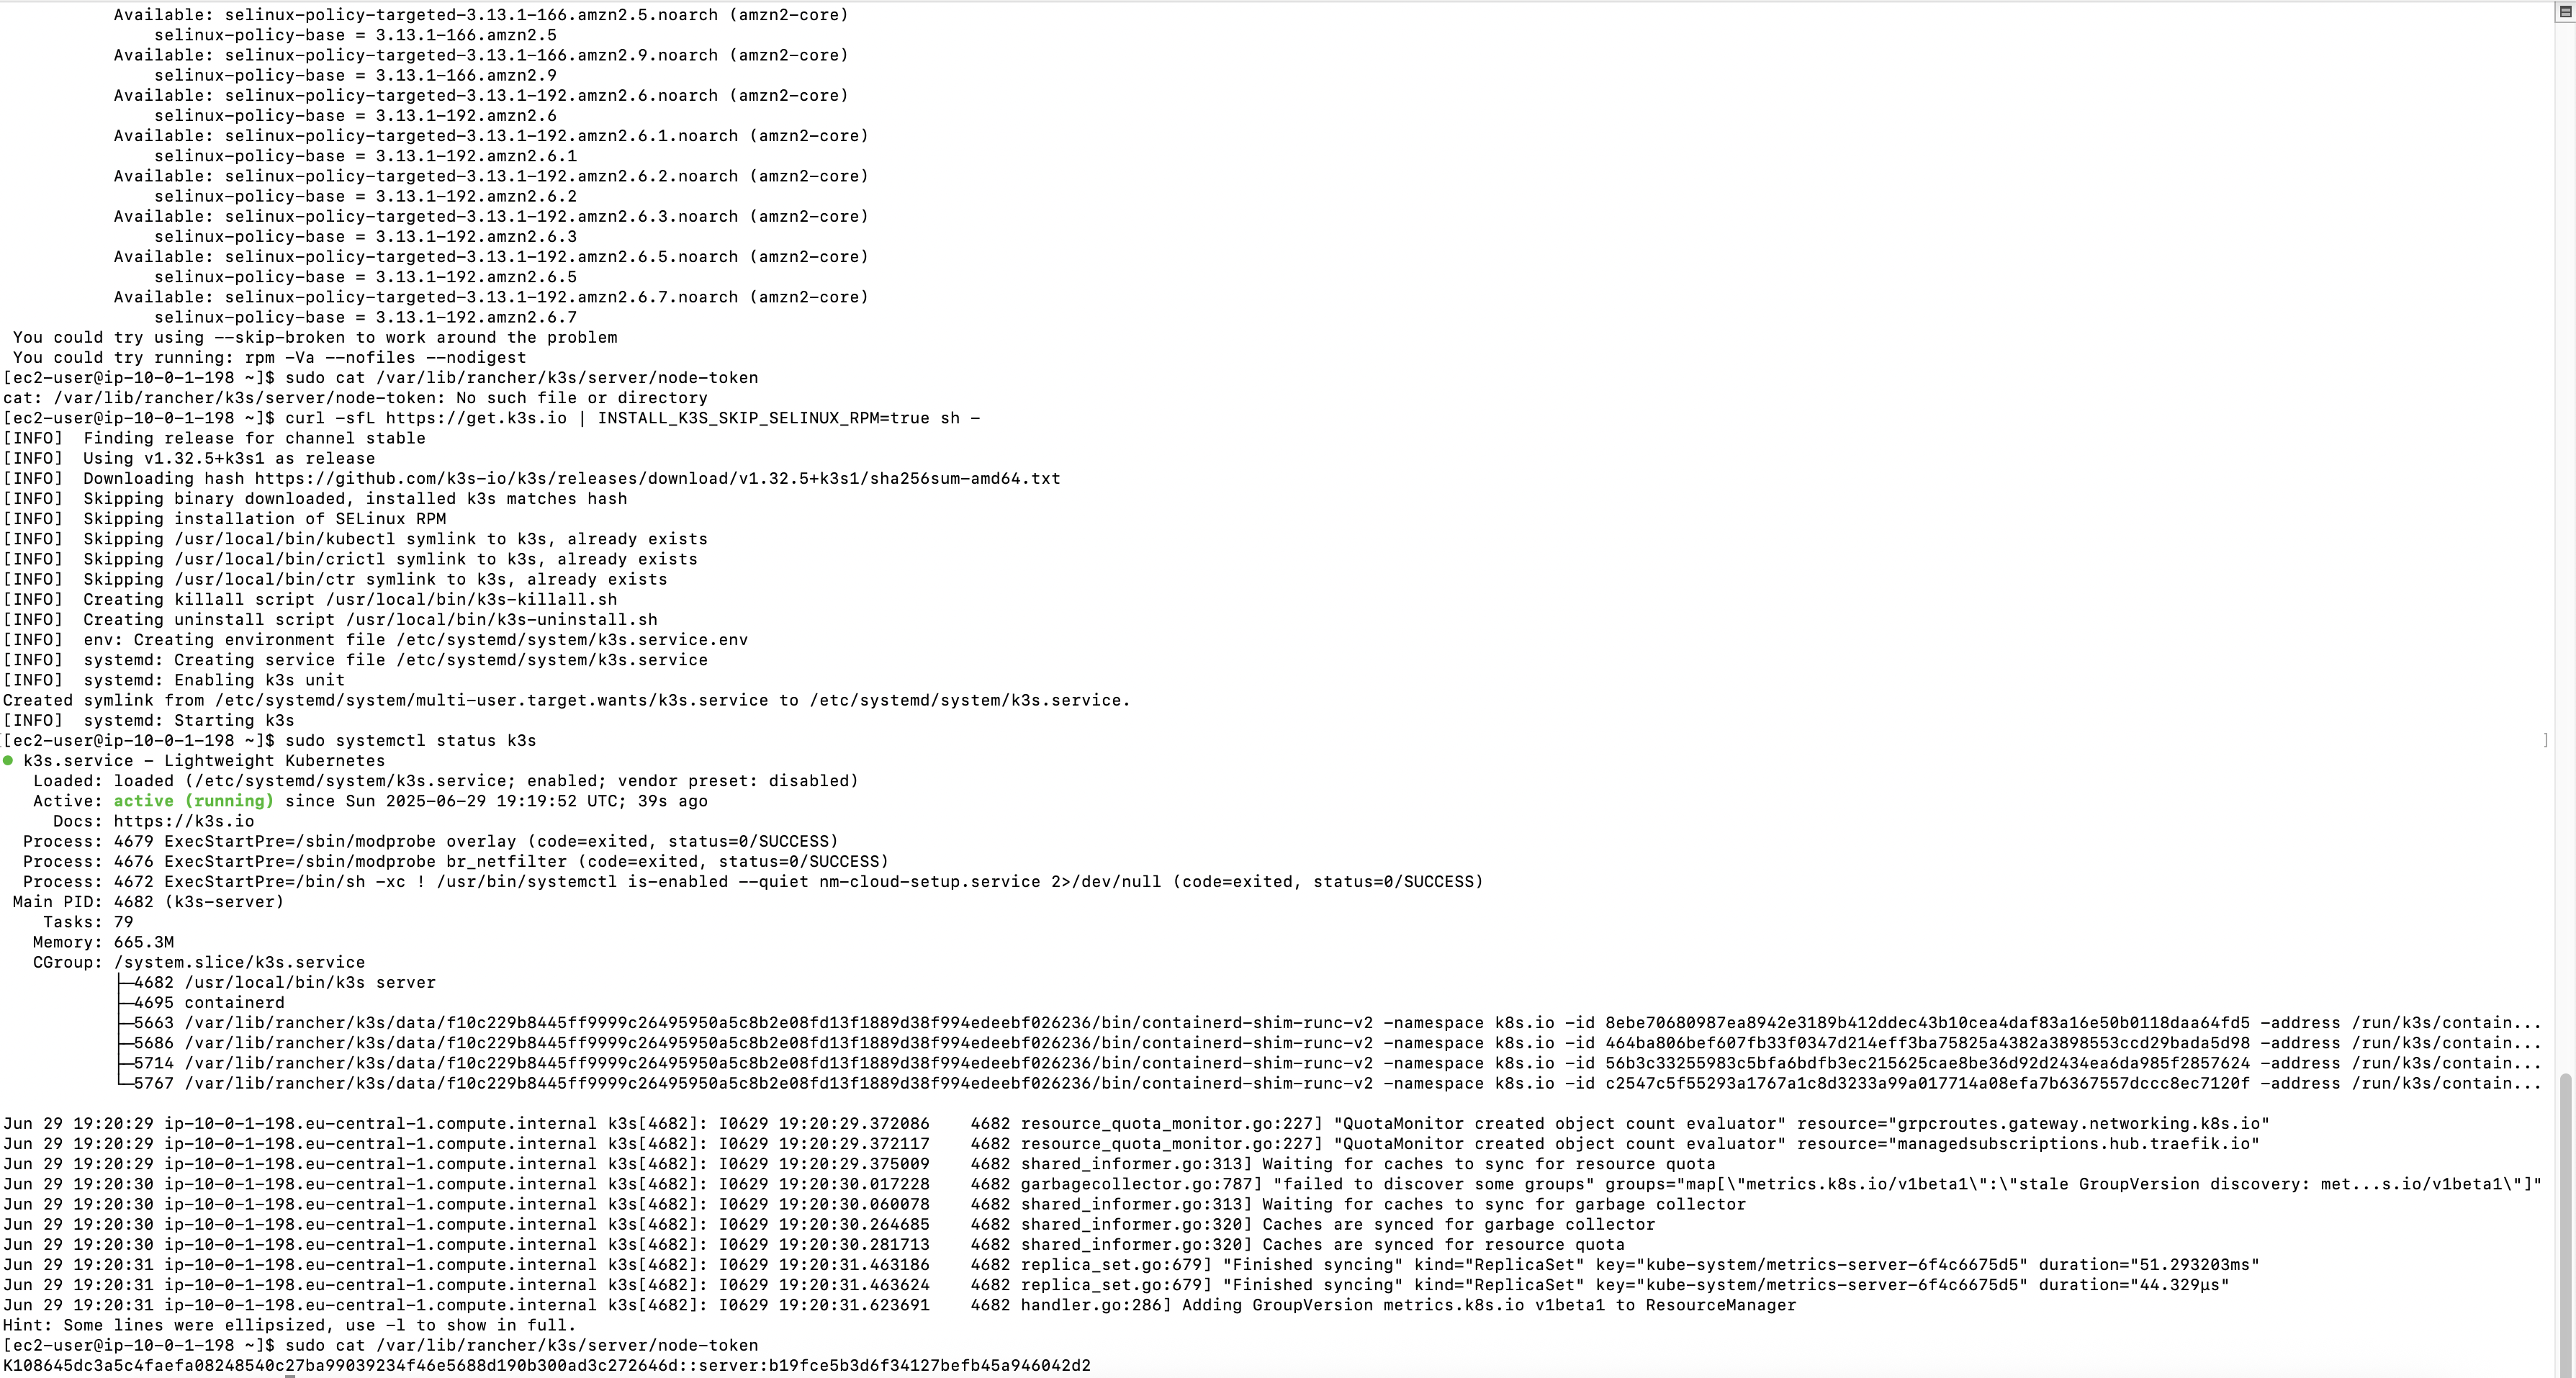 Available: selinux-policy-targeted-3.13.1-166.amzn2.5.noarch (amzn2-core)
selinux-policy-base = 3.13.1-166.amzn2.5
Available: selinux-policy-targeted-3.13.1-166.amzn2.9.noarch (amzn2-core)
selinux-policy-base = 3.13.1-166.amzn2.9
Available: selinux-policy-targeted-3.13.1-192.amzn2.6.noarch (amzn2-core)
selinux-policy-base = 3.13.1-192.amzn2.6
Available: selinux-policy-targeted-3.13.1-192.amzn2.6.1.noarch (amzn2-core)
selinux-policy-base = 3.13.1-192.amzn2.6.1
Available: selinux-policy-targeted-3.13.1-192.amzn2.6.2.noarch (amzn2-core)
selinux-policy-base = 3.13.1-192.amzn2.6.2
Available: selinux-policy-targeted-3.13.1-192.amzn2.6.3.noarch (amzn2-core)
selinux-policy-base = 3.13.1-192.amzn2.6.3
Available: selinux-policy-targeted-3.13.1-192.amzn2.6.5.noarch (amzn2-core)
selinux-policy-base = 3.13.1-192.amzn2.6.5
Available: selinux-policy-targeted-3.13.1-192.amzn2.6.7.noarch (amzn2-core)
selinux-policy-base = 3.13.1-192.amzn2.6.7
You could try using --skip-broken to work around the problem
You could try running: rpm -Va --nofiles --nodigest
[ec2-user@ip-10-0-1-198 ~]$ sudo cat /var/lib/rancher/k3s/server/node-token
cat: /var/lib/rancher/k3s/server/node-token: No such file or directory
[ec2-user@ip-10-0-1-198 ~]$ curl -sfL https://get.k3s.io | INSTALL_K3S_SKIP_SELINUX_RPM=true sh -
[INFO]  Finding release for channel stable
[INFO]  Using v1.32.5+k3s1 as release
[INFO]  Downloading hash https://github.com/k3s-io/k3s/releases/download/v1.32.5+k3s1/sha256sum-amd64.txt
[INFO]  Skipping binary downloaded, installed k3s matches hash
[INFO]  Skipping installation of SELinux RPM
[INFO]  Skipping /usr/local/bin/kubectl symlink to k3s, already exists
[INFO]  Skipping /usr/local/bin/crictl symlink to k3s, already exists
[INFO]  Skipping /usr/local/bin/ctr symlink to k3s, already exists
[INFO]  Creating killall script /usr/local/bin/k3s-killall.sh
[INFO]  Creating uninstall script /usr/local/bin/k3s-uninstall.sh
[INFO]  env: Creating environment file /etc/systemd/system/k3s.service.env
[INFO]  systemd: Creating service file /etc/systemd/system/k3s.service
[INFO]  systemd: Enabling k3s unit
Created symlink from /etc/systemd/system/multi-user.target.wants/k3s.service to /etc/systemd/system/k3s.service.
[INFO]  systemd: Starting k3s
[ec2-user@ip-10-0-1-198 ~]$ sudo systemctl status k3s
● k3s.service - Lightweight Kubernetes
Loaded: loaded (/etc/systemd/system/k3s.service; enabled; vendor preset: disabled)
Active: active (running) since Sun 2025-06-29 19:19:52 UTC; 39s ago
Docs: https://k3s.io
Process: 4679 ExecStartPre=/sbin/modprobe overlay (code=exited, status=0/SUCCESS)
Process: 4676 ExecStartPre=/sbin/modprobe br_netfilter (code=exited, status=0/SUCCESS)
Process: 4672 ExecStartPre=/bin/sh -xc ! /usr/bin/systemctl is-enabled --quiet nm-cloud-setup.service 2>/dev/null (code=exited, status=0/SUCCESS)
Main PID: 4682 (k3s-server)
Tasks: 79
Memory: 665.3M
CGroup: /system.slice/k3s.service
├─4682 /usr/local/bin/k3s server
├─4695 containerd
├─5663 /var/lib/rancher/k3s/data/f10c229b8445ff9999c26495950a5c8b2e08fd13f1889d38f994edeebf026236/bin/containerd-shim-runc-v2 -namespace k8s.io -id 8ebe70680987ea8942e3189b412ddec43b10cea4daf83a16e50b0118daa64fd5 -address /run/k3s/contain...
├─5686 /var/lib/rancher/k3s/data/f10c229b8445ff9999c26495950a5c8b2e08fd13f1889d38f994edeebf026236/bin/containerd-shim-runc-v2 -namespace k8s.io -id 464ba806bef607fb33f0347d214eff3ba75825a4382a3898553ccd29bada5d98 -address /run/k3s/contain...
├─5714 /var/lib/rancher/k3s/data/f10c229b8445ff9999c26495950a5c8b2e08fd13f1889d38f994edeebf026236/bin/containerd-shim-runc-v2 -namespace k8s.io -id 56b3c33255983c5bfa6bdfb3ec215625cae8be36d92d2434ea6da985f2857624 -address /run/k3s/contain...
└─5767 /var/lib/rancher/k3s/data/f10c229b8445ff9999c26495950a5c8b2e08fd13f1889d38f994edeebf026236/bin/containerd-shim-runc-v2 -namespace k8s.io -id c2547c5f55293a1767a1c8d3233a99a017714a08efa7b6367557dccc8ec7120f -address /run/k3s/contain...
Jun 29 19:20:29 ip-10-0-1-198.eu-central-1.compute.internal k3s[4682]: I0629 19:20:29.372086    4682 resource_quota_monitor.go:227] "QuotaMonitor created object count evaluator" resource="grpcroutes.gateway.networking.k8s.io"
Jun 29 19:20:29 ip-10-0-1-198.eu-central-1.compute.internal k3s[4682]: I0629 19:20:29.372117    4682 resource_quota_monitor.go:227] "QuotaMonitor created object count evaluator" resource="managedsubscriptions.hub.traefik.io"
Jun 29 19:20:29 ip-10-0-1-198.eu-central-1.compute.internal k3s[4682]: I0629 19:20:29.375009    4682 shared_informer.go:313] Waiting for caches to sync for resource quota
Jun 29 19:20:30 ip-10-0-1-198.eu-central-1.compute.internal k3s[4682]: I0629 19:20:30.017228    4682 garbagecollector.go:787] "failed to discover some groups" groups="map[\"metrics.k8s.io/v1beta1\":\"stale GroupVersion discovery: met...s.io/v1beta1\"]"
Jun 29 19:20:30 ip-10-0-1-198.eu-central-1.compute.internal k3s[4682]: I0629 19:20:30.060078    4682 shared_informer.go:313] Waiting for caches to sync for garbage collector
Jun 29 19:20:30 ip-10-0-1-198.eu-central-1.compute.internal k3s[4682]: I0629 19:20:30.264685    4682 shared_informer.go:320] Caches are synced for garbage collector
Jun 29 19:20:30 ip-10-0-1-198.eu-central-1.compute.internal k3s[4682]: I0629 19:20:30.281713    4682 shared_informer.go:320] Caches are synced for resource quota
Jun 29 19:20:31 ip-10-0-1-198.eu-central-1.compute.internal k3s[4682]: I0629 19:20:31.463186    4682 replica_set.go:679] "Finished syncing" kind="ReplicaSet" key="kube-system/metrics-server-6f4c6675d5" duration="51.293203ms"
Jun 29 19:20:31 ip-10-0-1-198.eu-central-1.compute.internal k3s[4682]: I0629 19:20:31.463624    4682 replica_set.go:679] "Finished syncing" kind="ReplicaSet" key="kube-system/metrics-server-6f4c6675d5" duration="44.329µs"
Jun 29 19:20:31 ip-10-0-1-198.eu-central-1.compute.internal k3s[4682]: I0629 19:20:31.623691    4682 handler.go:286] Adding GroupVersion metrics.k8s.io v1beta1 to ResourceManager
Hint: Some lines were ellipsized, use -l to show in full.
[ec2-user@ip-10-0-1-198 ~]$ sudo cat /var/lib/rancher/k3s/server/node-token
K108645dc3a5c4faefa08248540c27ba99039234f46e5688d190b300ad3c272646d::server:b19fce5b3d6f34127befb45a946042d2